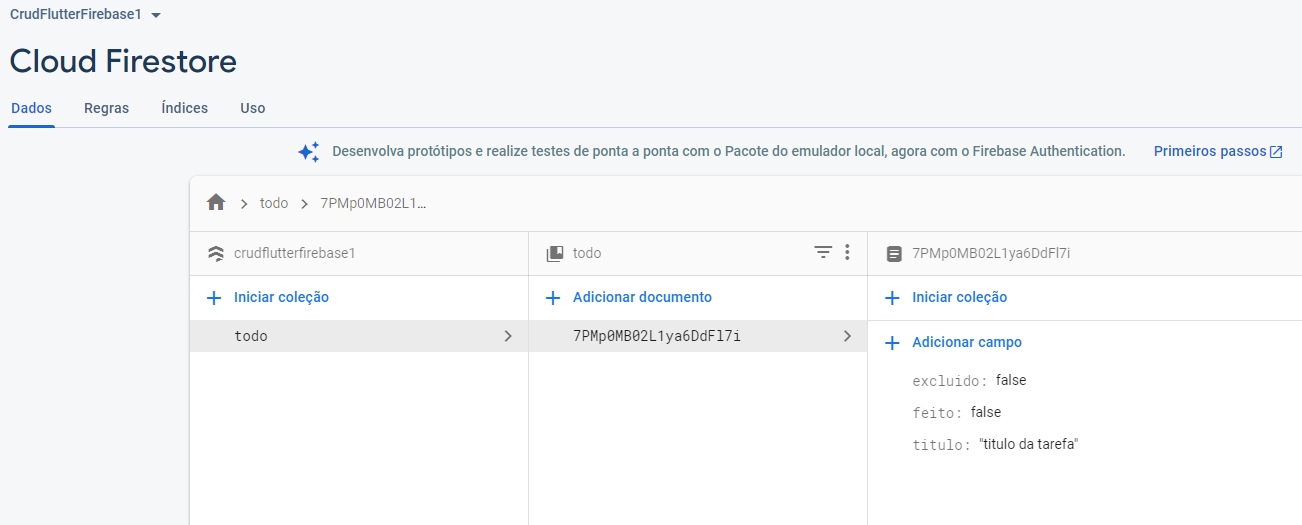 CrudFlutterFirebase1
Cloud Firestore
Dados Regras Índices Uso
Desenvolva protótipos e realize testes de ponta a ponta com o Pacote do emulador local, agora com o Firebase Authentication. Primeiros passos
todo 7PMp0MB02L1...
crudflutterfirebase1 todo 7PMp0MB02L1ya6DdFl7i
Iniciar coleção Adicionar documento Iniciar coleção
todo 7PMp0MB02L1ya6DdFl7i
Adicionar campo
excluido: false
feito: false
titulo: "titulo da tarefa"